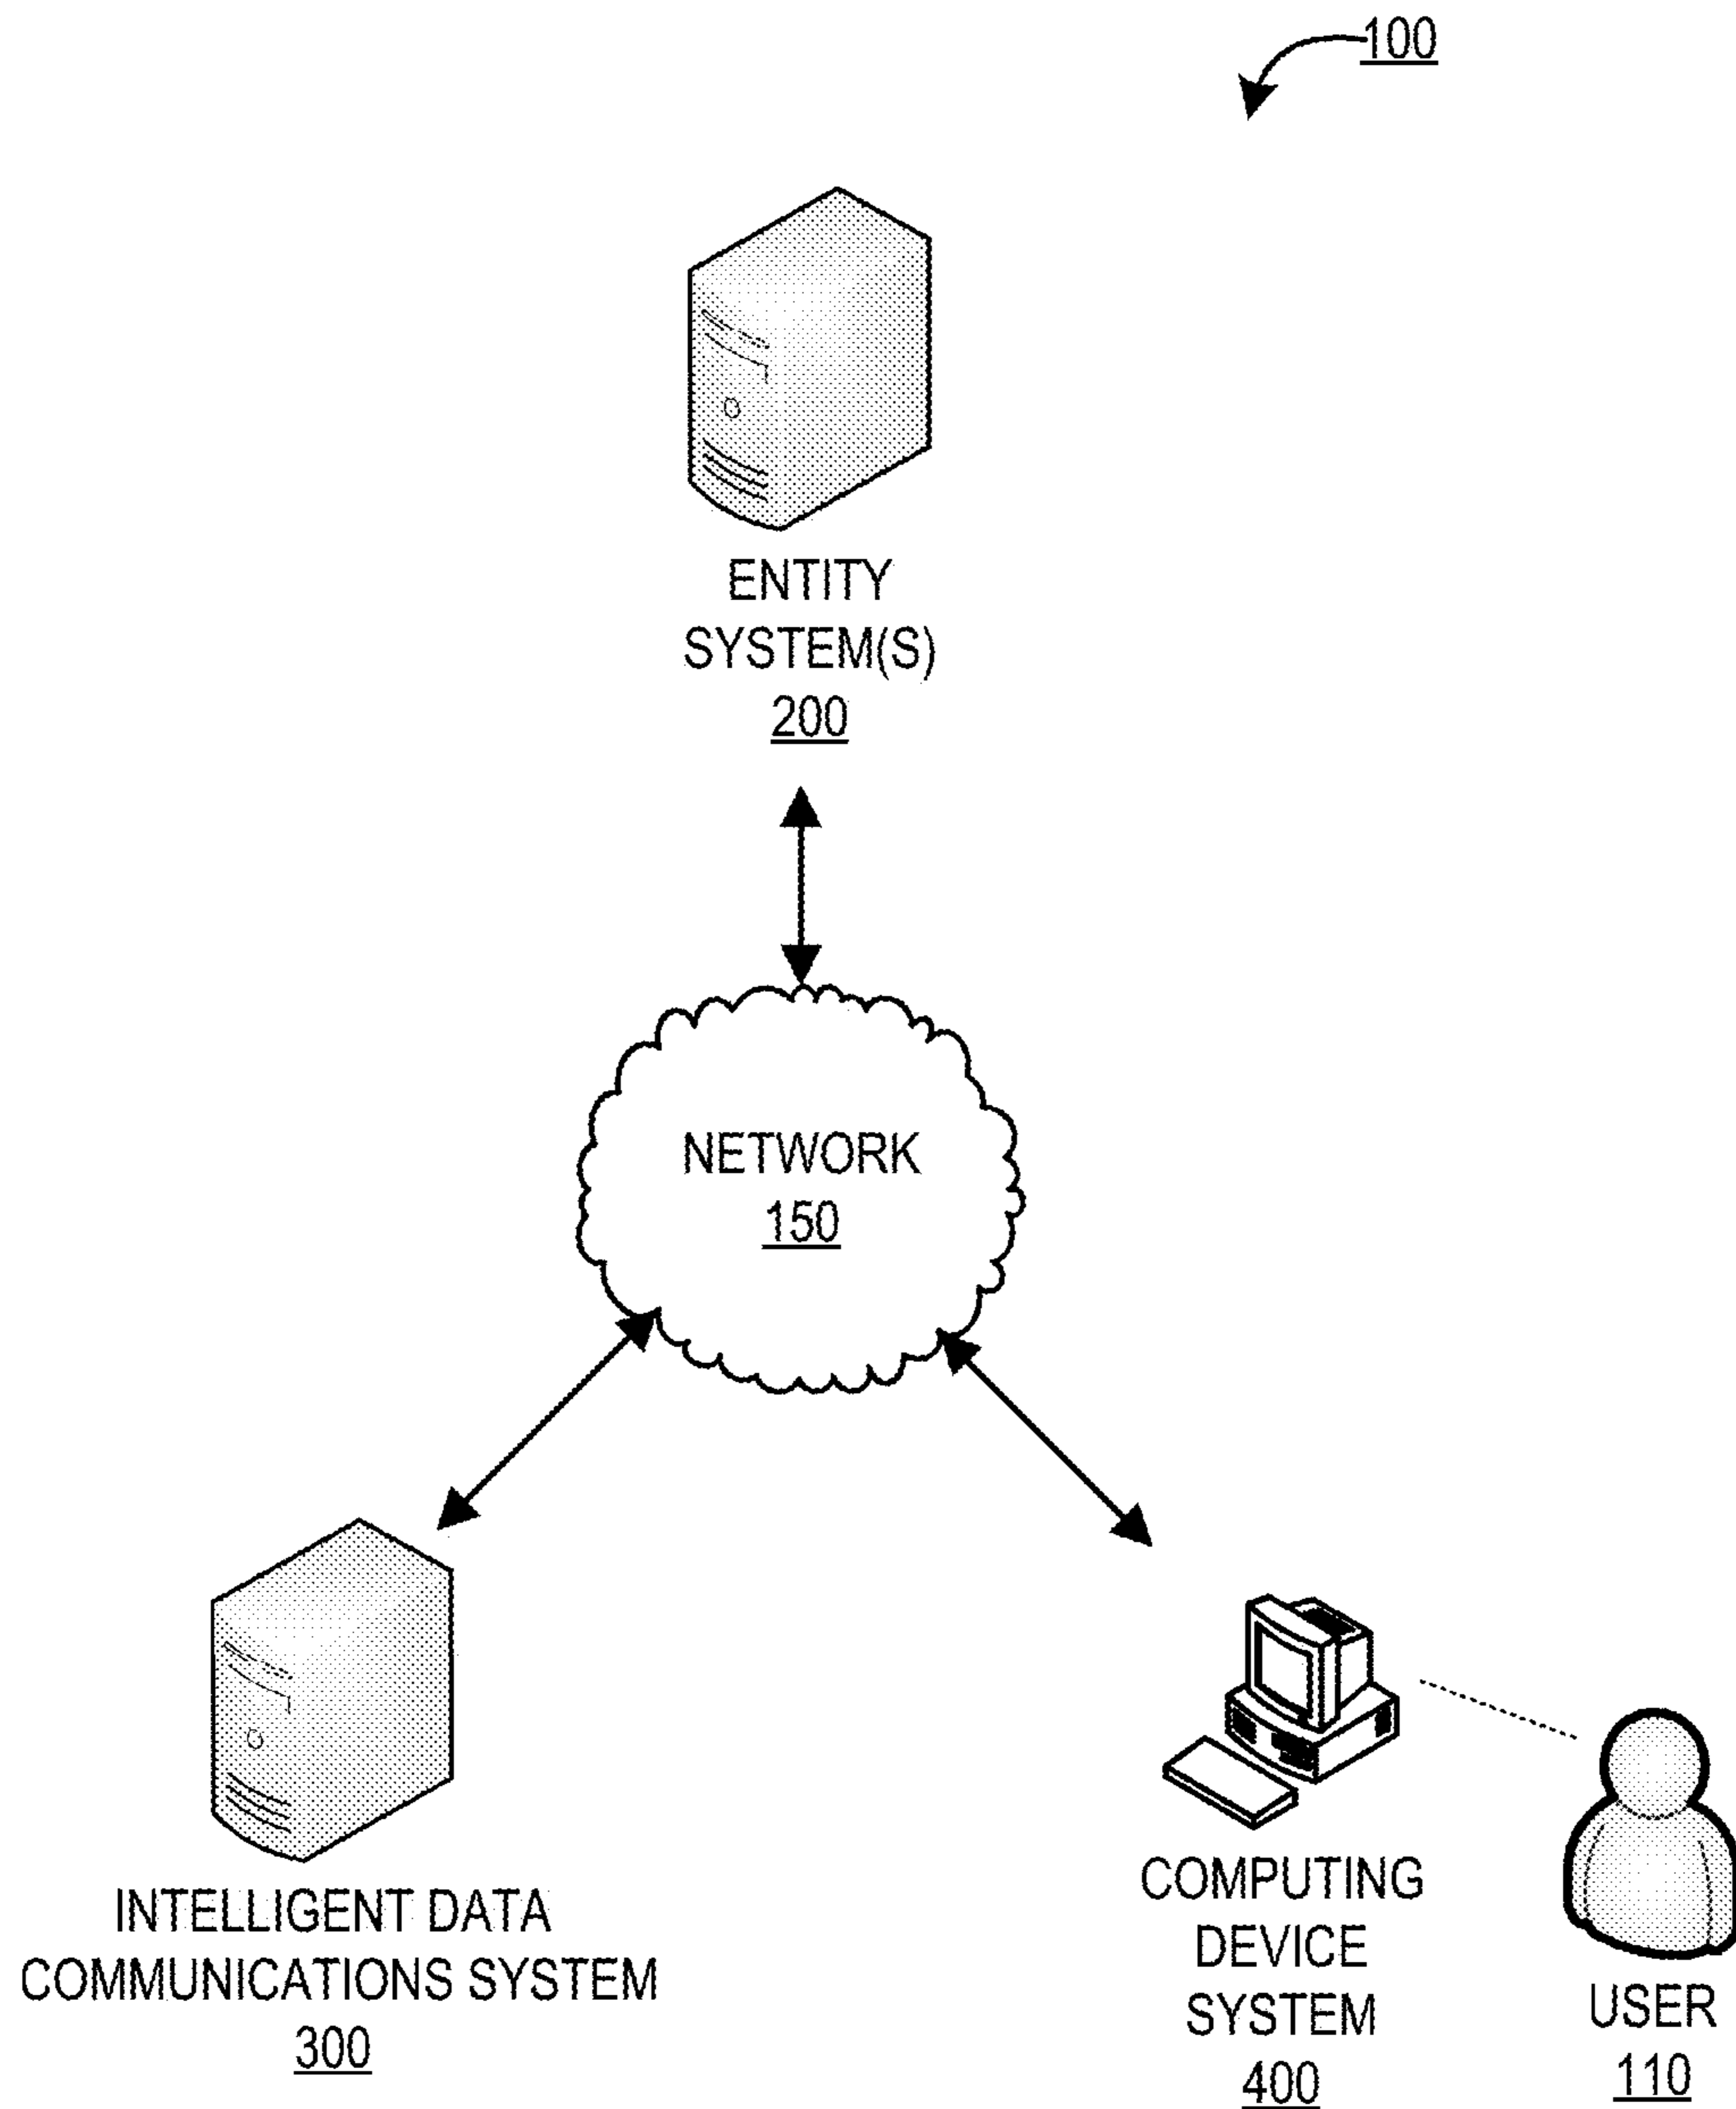 100
ENTITY
SYSTEM(S)
200
NETWORK
150
INTELLIGENT DATA
COMMUNICATIONS SYSTEM
300
COMPUTING
DEVICE
SYSTEM
400
USER
110